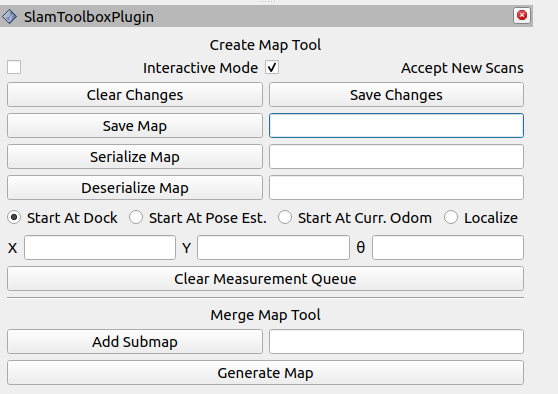 SlamToolboxPlugin
Create Map Tool
Interactive Mode Accept New Scans
Clear Changes Save Changes
Save Map
Serialize Map
Deserialize Map
Start At Dock Start At Pose Est. Start At Curr. Odom Localize
X Y θ
Clear Measurement Queue
Merge Map Tool
Add Submap
Generate Map